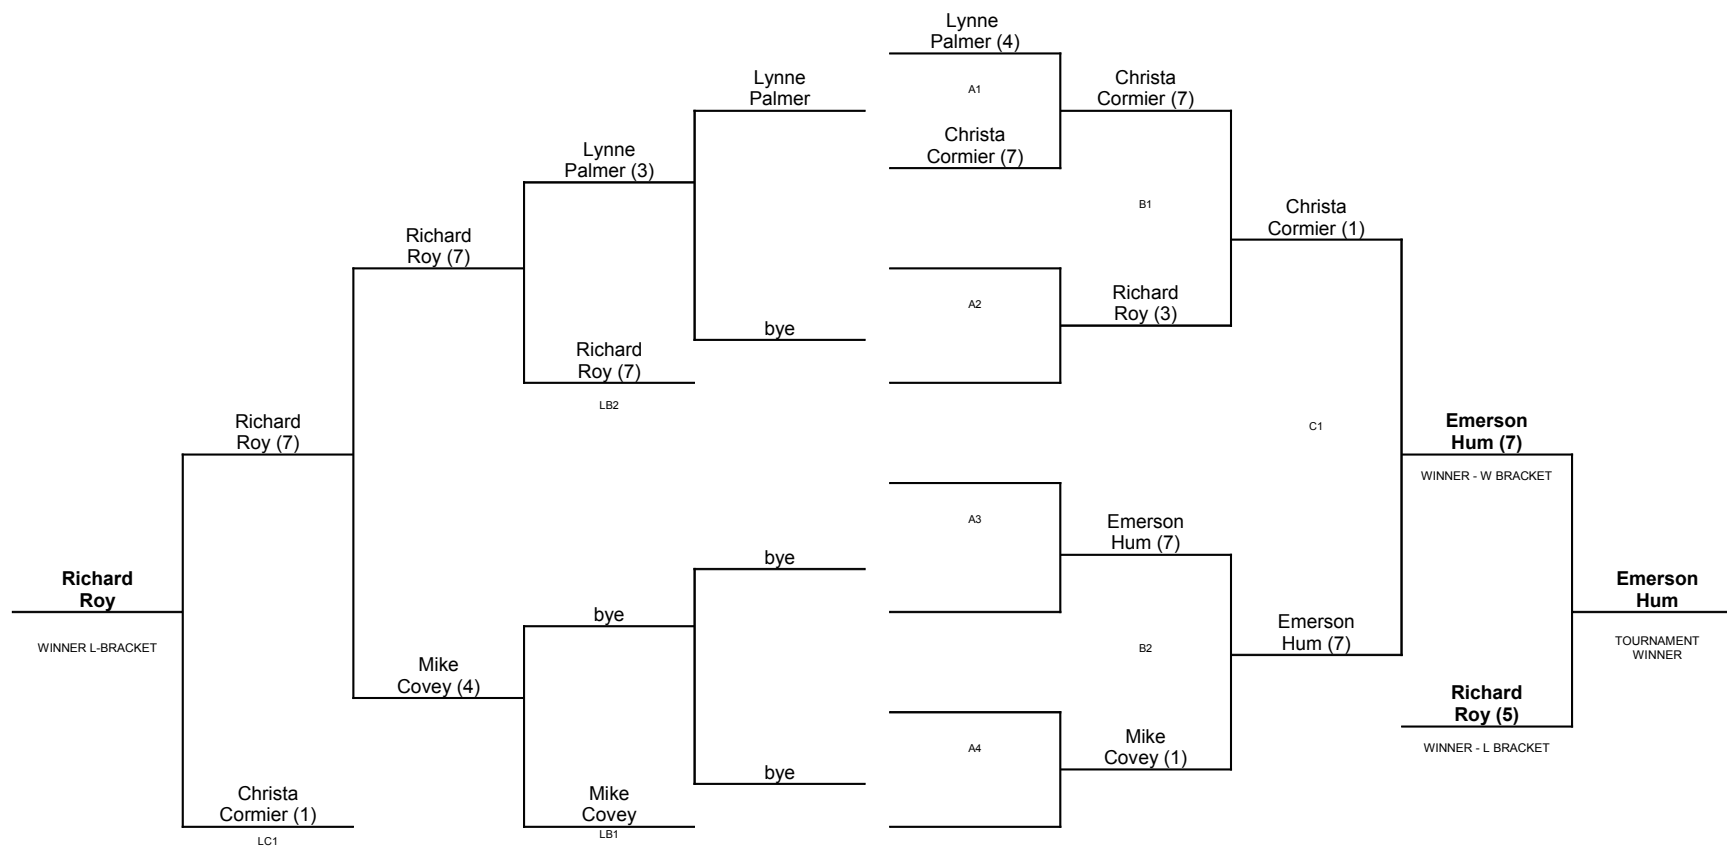 Lynne
Palmer (4)
Lynne
Palmer
A1
Christa
Cormier (7)
Christa
Cormier (7)
Lynne
Palmer (3)
B1
Christa
Cormier (1)
Richard
Roy (7)
A2
Richard
Roy (3)
bye
Richard
Roy (7)
LB2
Richard
Roy (7)
C1
Emerson
Hum (7)
WINNER - W BRACKET
A3
Emerson
Hum (7)
bye
Richard
Roy
WINNER L-BRACKET
Emerson
Hum
TOURNAMENT
WINNER
bye
Emerson
Hum (7)
B2
Mike
Covey (4)
Richard
Roy (5)
WINNER - L BRACKET
A4
Mike
Covey (1)
bye
Christa
Cormier (1)
LC1
Mike
Covey
LB1